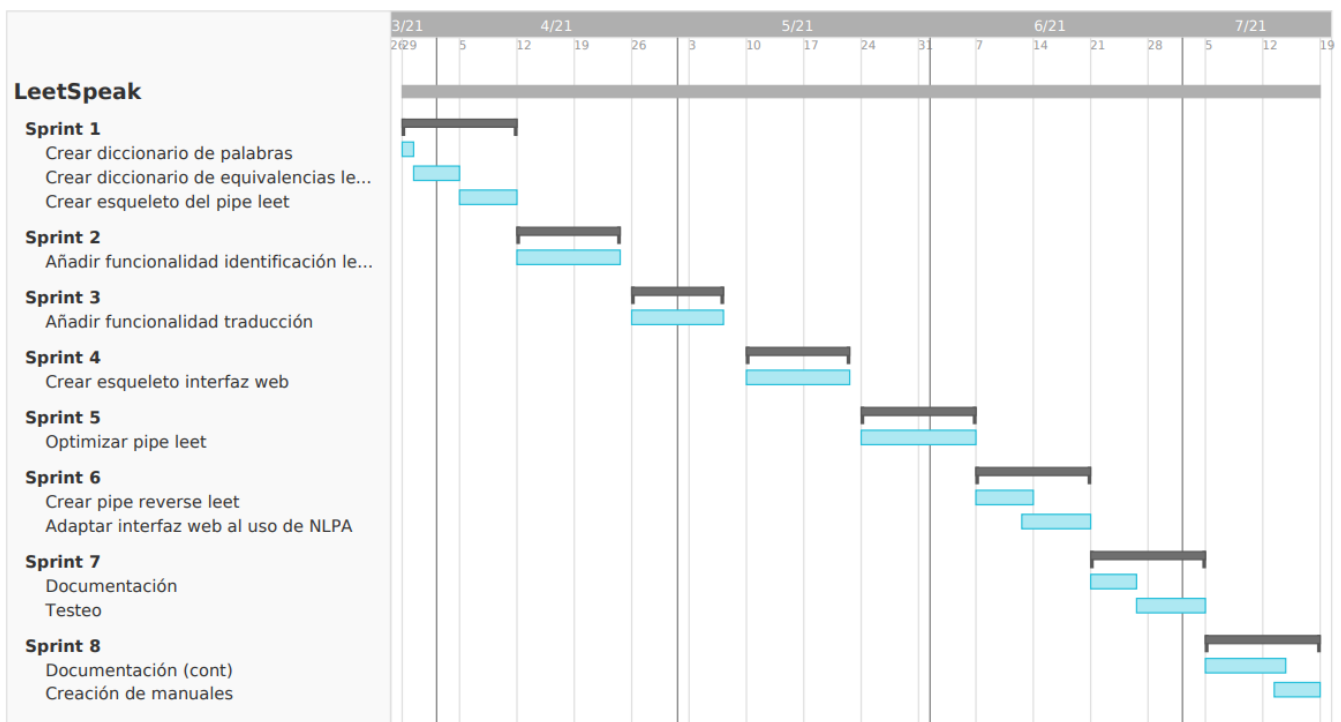 3/21 4/21 5/21 6/21 7/21
26 29 5 12 19 26 3 10 17 24 31 7 14 21 28 5 12 19
LeetSpeak
Sprint 1
Crear diccionario de palabras
Crear diccionario de equivalencias le...
Crear esqueleto del pipe leet
Sprint 2
Añadir funcionalidad identificación le...
Sprint 3
Añadir funcionalidad traducción
Sprint 4
Crear esqueleto interfaz web
Sprint 5
Optimizar pipe leet
Sprint 6
Crear pipe reverse leet
Adaptar interfaz web al uso de NLPA
Sprint 7
Documentación
Testeo
Sprint 8
Documentación (cont)
Creación de manuales